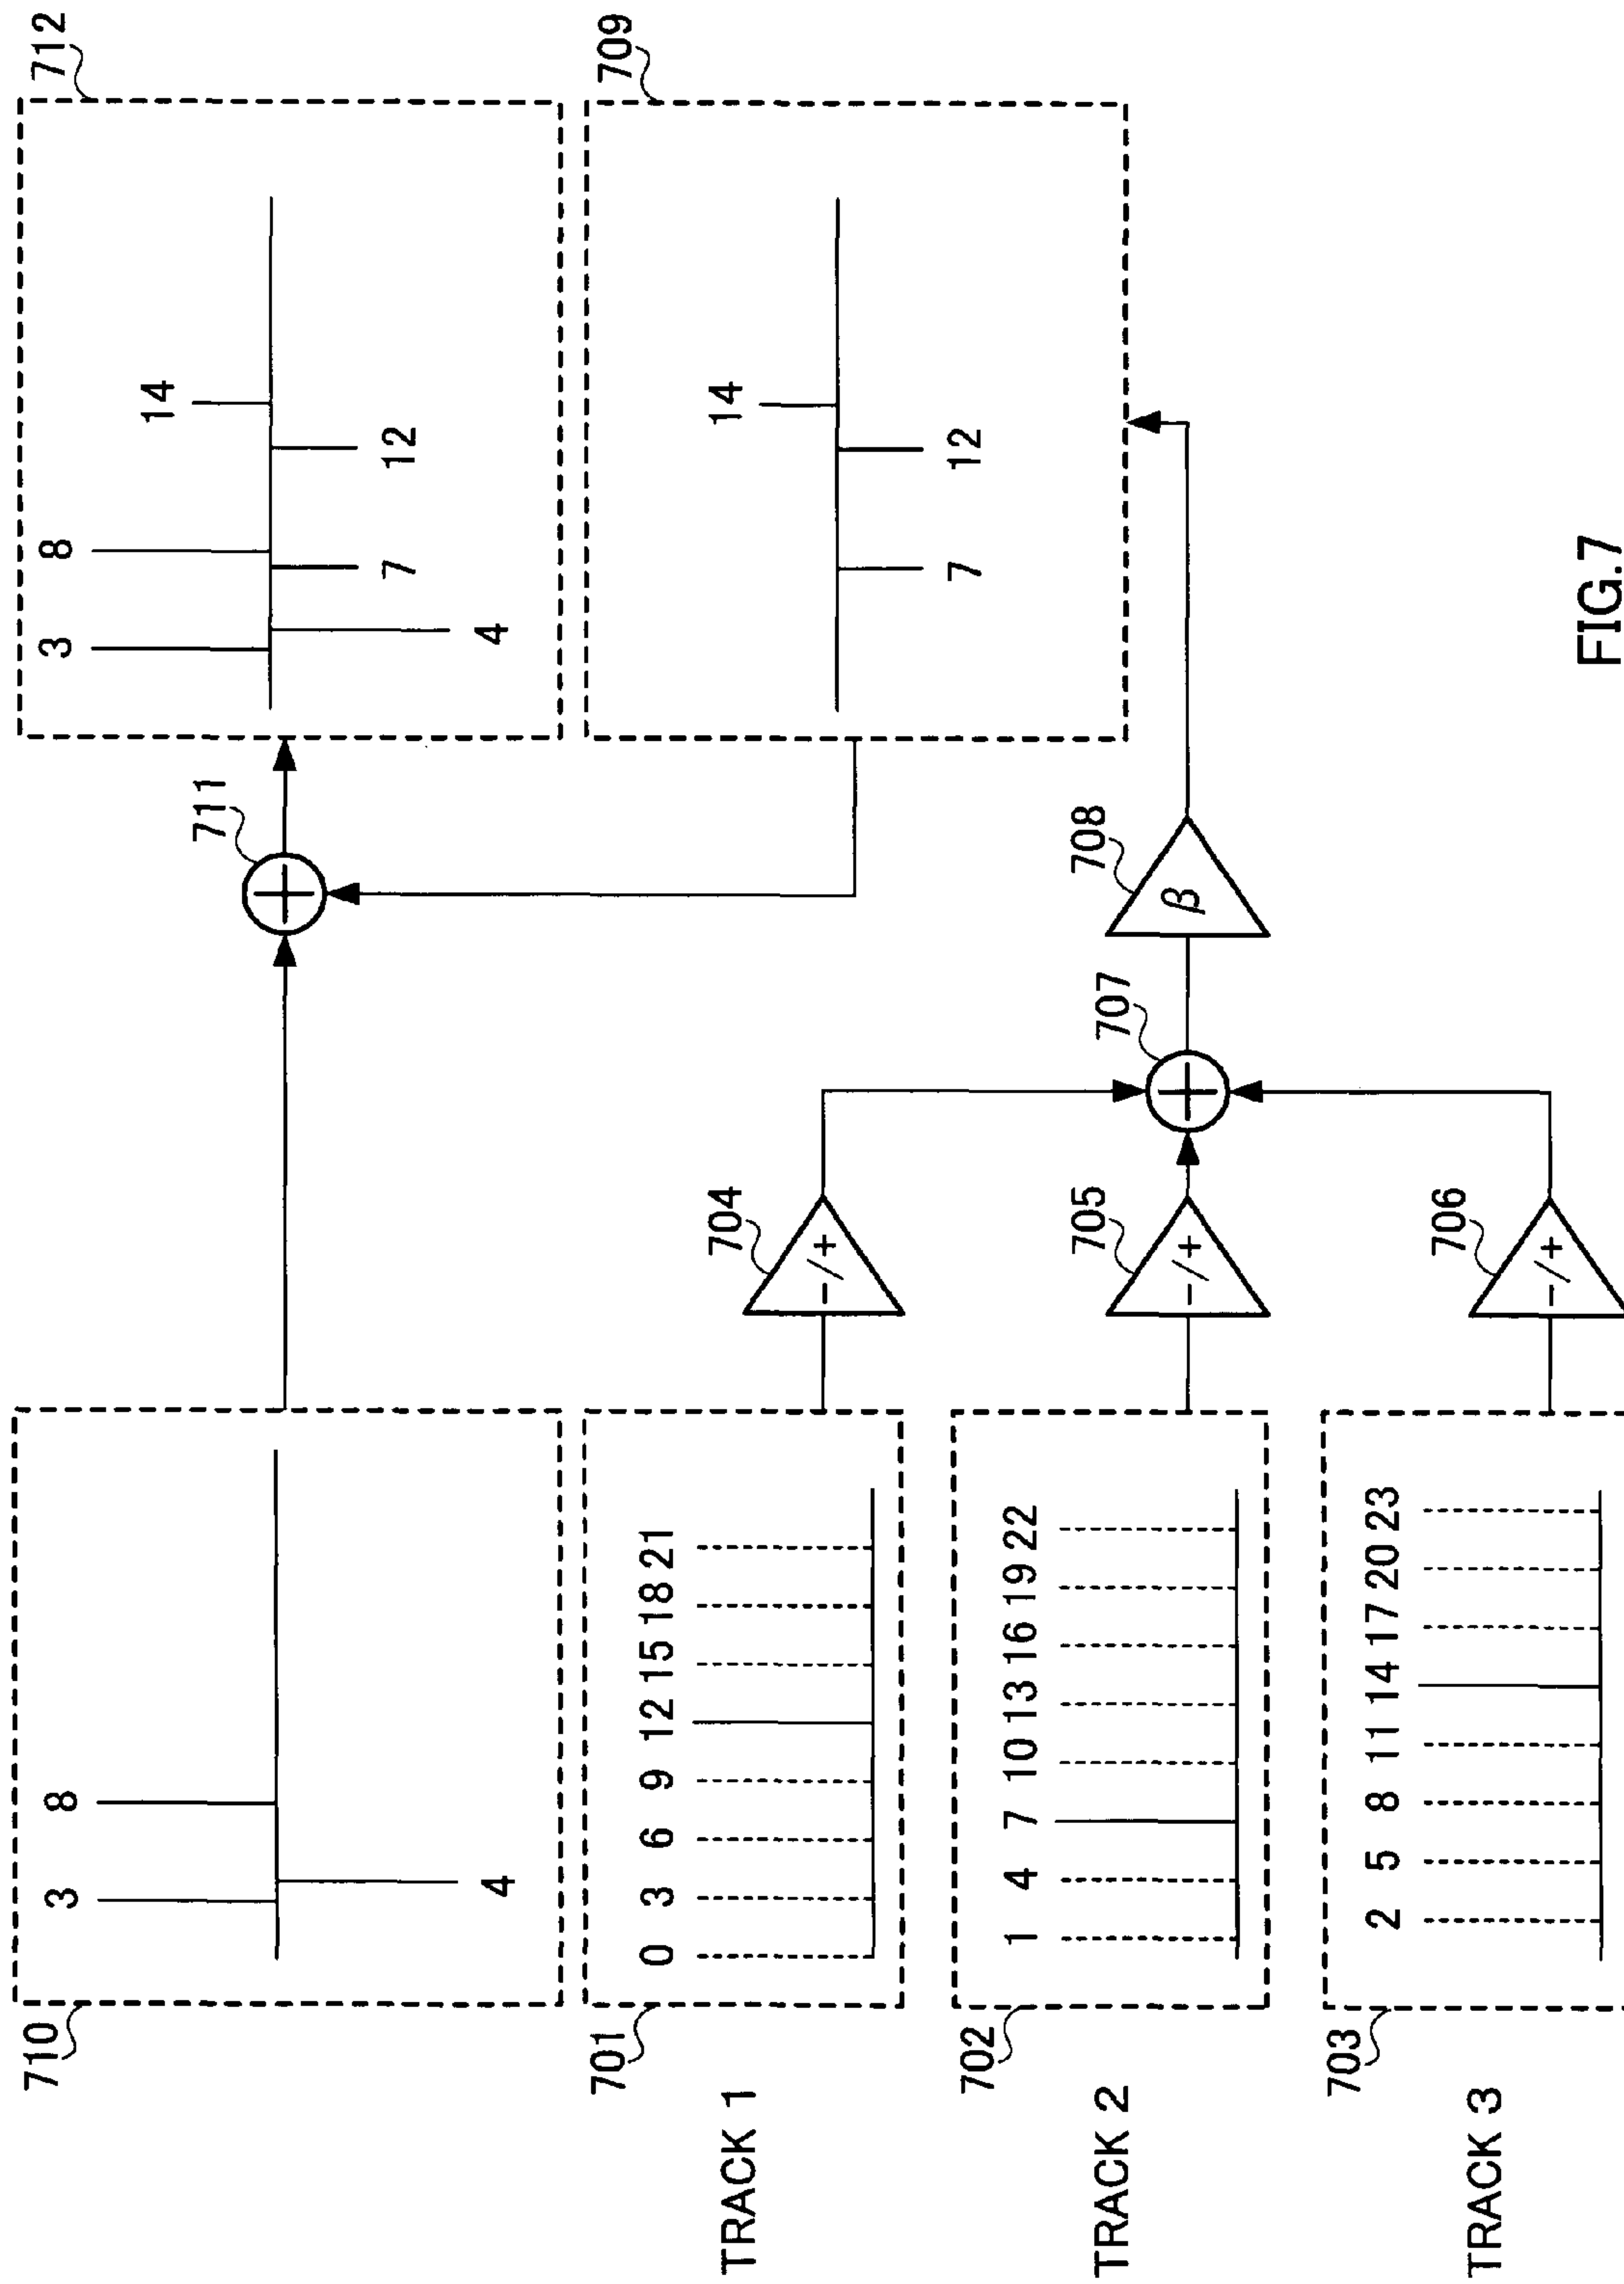 710
3 8
4
711
712
3 8 14
4 7 12
TRACK 1
701
0 3 6 9 12 15 18 21
704
-/+
709
14
7 12
TRACK 2
702
1 4 7 10 13 16 19 22
705
-/+
707
708
β
TRACK 3
703
2 5 8 11 14 17 20 23
706
-/+
FIG.7